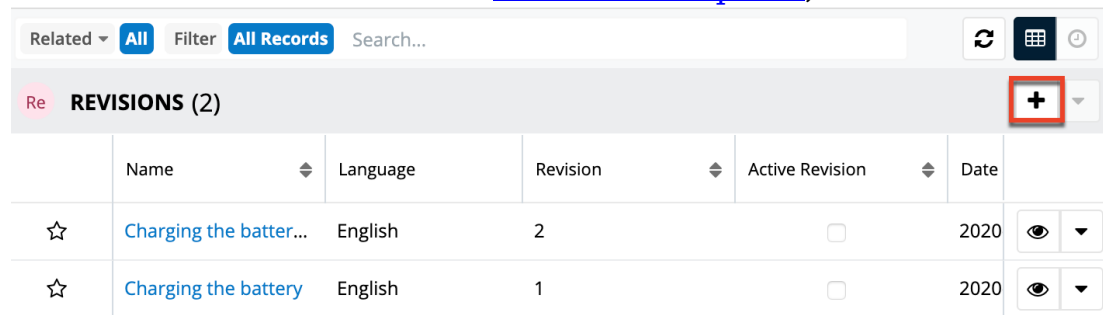 Related All Filter All Records Search...
Re REVISIONS (2)
Name Language Revision Active Revision Date
Charging the batter... English 2 2020
Charging the battery English 1 2020